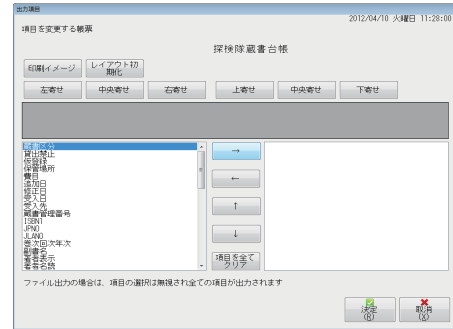 出力項目
2012/04/10 火曜日 11:28:00
項目を変更する帳票
探検隊蔵書台帳
印刷イメージ
レイアウト初
期化
左寄せ 中央寄せ 右寄せ 上寄せ 中央寄せ 下寄せ
蔵書区分
貸出禁止
仮登録
保管場所
費目
追加日
修正日
受入日
受入先
蔵書管理番号
ISBN1
JPNO
JLANO
巻次回次年次
副書名
著者表示
著者名読
→
←
↑
↓
項目を全て
クリア
ファイル出力の場合は、項目の選択は無視され全ての項目が出力されます
決定
(R)
取消
(X)